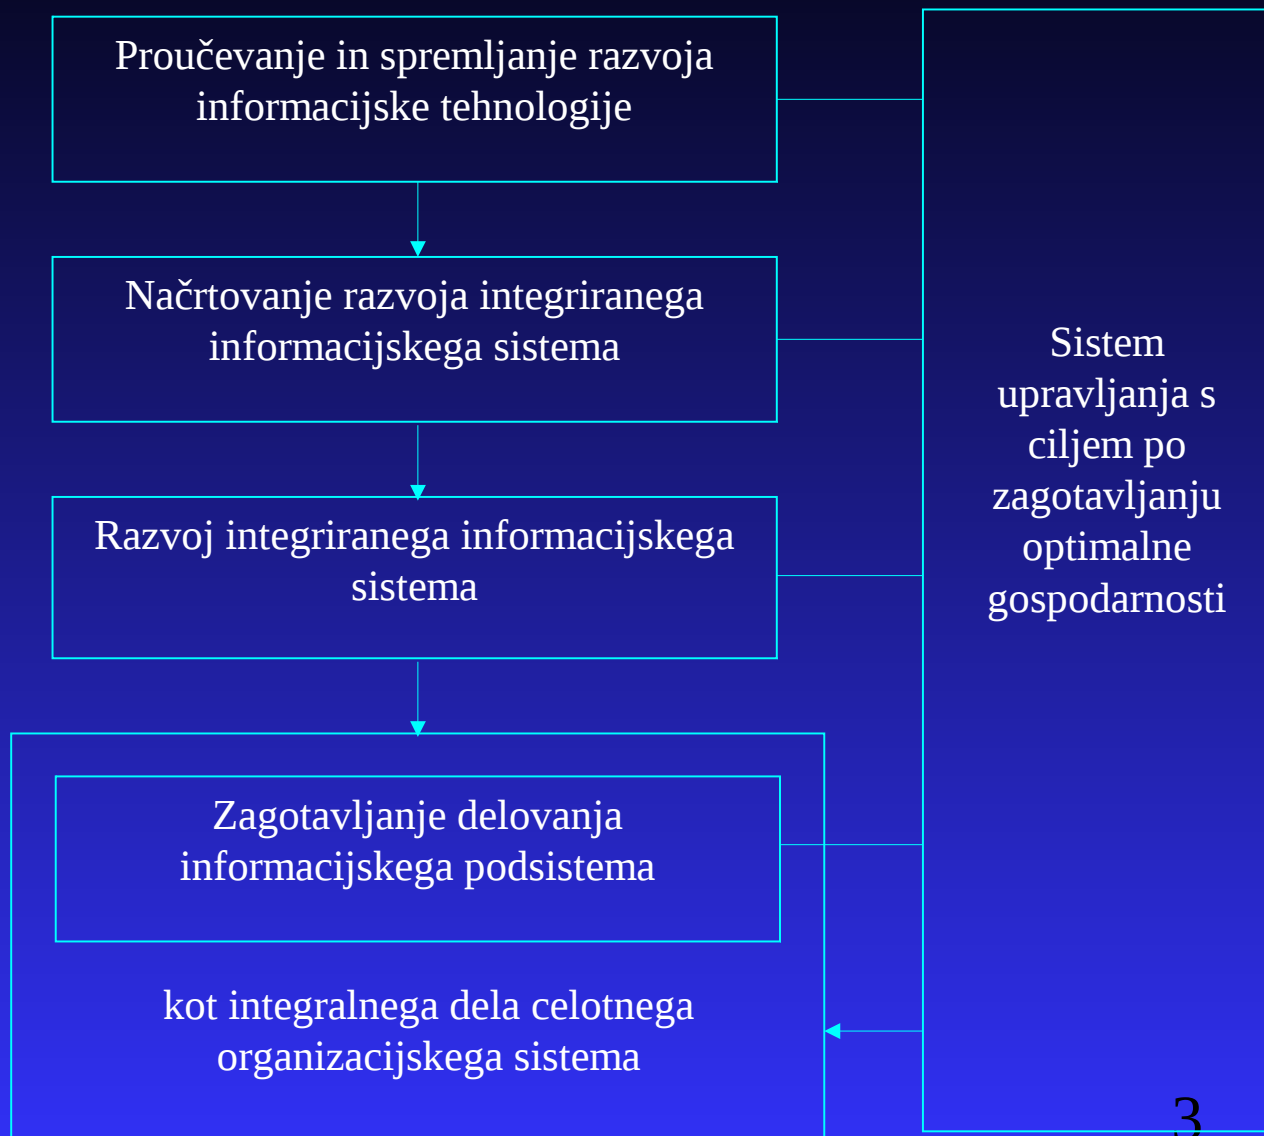 Proučevanje in spremljanje razvoja
informacijske tehnologije
Načrtovanje razvoja integriranega
informacijskega sistema
Razvoj integriranega informacijskega
sistema
Zagotavljanje delovanja
informacijskega podsistema
kot integralnega dela celotnega
organizacijskega sistema
Sistem
upravljanja s
ciljem po
zagotavljanju
optimalne
gospodarnosti
3